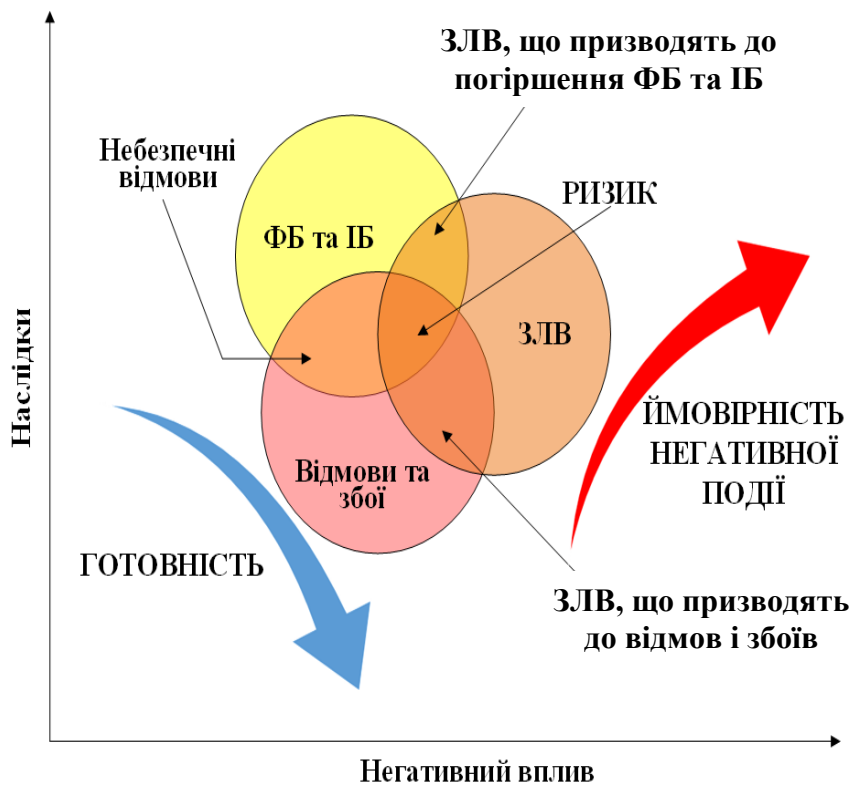 ЗЛВ, що призводять до
погіршення ФБ та ІБ
Небезпечні
відмови
РИЗИК
ФБ та ІБ
ЗЛВ
Наслідки
ЙМОВІРНІСТЬ
НЕГАТИВНОЇ
ПОДІЇ
Відмови та
збої
ГОТОВНІСТЬ
ЗЛВ, що призводять
до відмов і збоїв
Негативний вплив